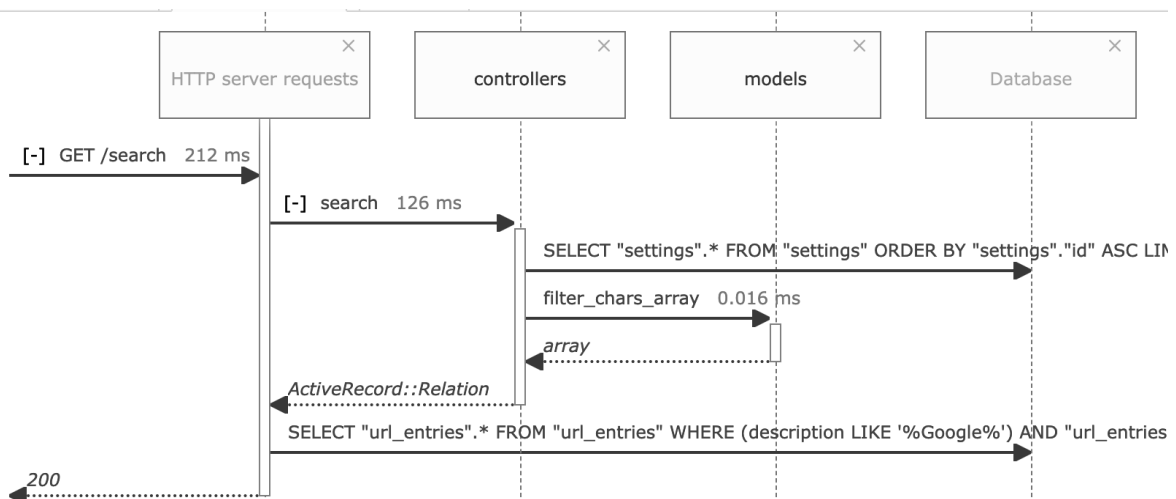 HTTP server requests
controllers
models
Database
[-] GET /search 212 ms
[-] search 126 ms
SELECT "settings".* FROM "settings" ORDER BY "settings"."id" ASC
filter_chars_array 0.016 ms
array
ActiveRecord::Relation
SELECT "url_entries".* FROM "url_entries" WHERE (description LIKE '%Google%') AND "url_entries
200